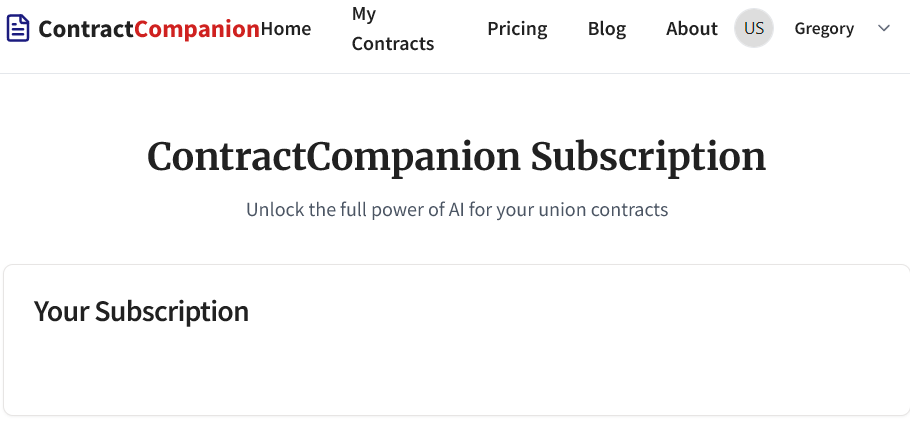 ContractCompanion
Home
My
Contracts
Pricing
Blog
About
US
Gregory
ContractCompanion Subscription
Unlock the full power of AI for your union contracts
Your Subscription